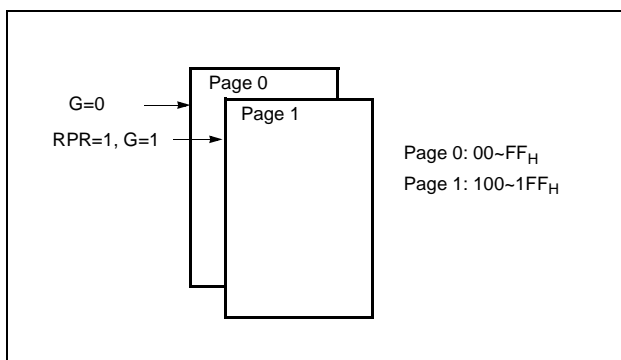 Page 0
G=0
Page 1
RPR=1, G=1
Page 0: 00~FFH
Page 1: 100~1FFH